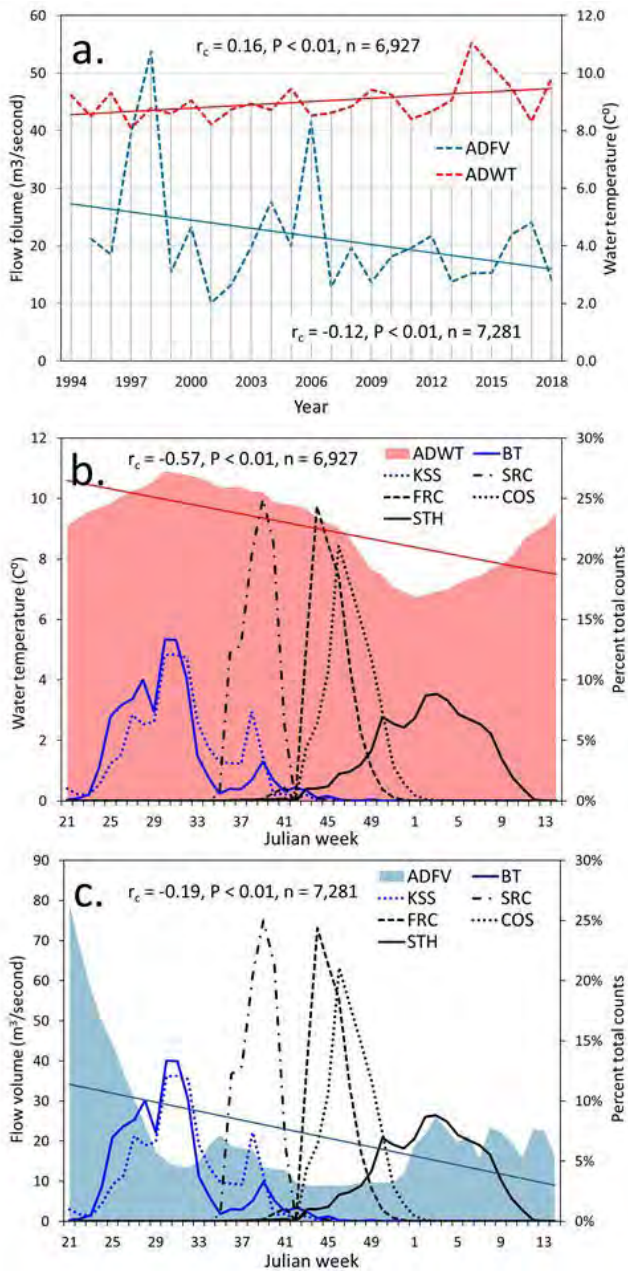 a.
r_c = 0.16, P < 0.01, n = 6,927
60
50
40
30
20
10
0
Flow folume (m3/second)
12.0
10.0
8.0
6.0
4.0
2.0
0.0
Water temperature (C⁰)
ADFV
ADWT
r_c = -0.12, P < 0.01, n = 7,281
1994 1997 2000 2003 2006 2009 2012 2015 2018
Year
b.
r_c = -0.57, P < 0.01, n = 6,927
12
10
8
6
4
2
0
Water temperature (C⁰)
30%
25%
20%
15%
10%
5%
0%
Percent total counts
ADWT BT
KSS SRC
FRC COS
STH
21 25 29 33 37 41 45 49 1 5 9 13
Julian week
c.
r_c = -0.19, P < 0.01, n = 7,281
90
80
70
60
50
40
30
20
10
0
Flow volume (m³/second)
30%
25%
20%
15%
10%
5%
0%
Percent total counts
ADFV BT
KSS SRC
FRC COS
STH
21 25 29 33 37 41 45 49 1 5 9 13
Julian week